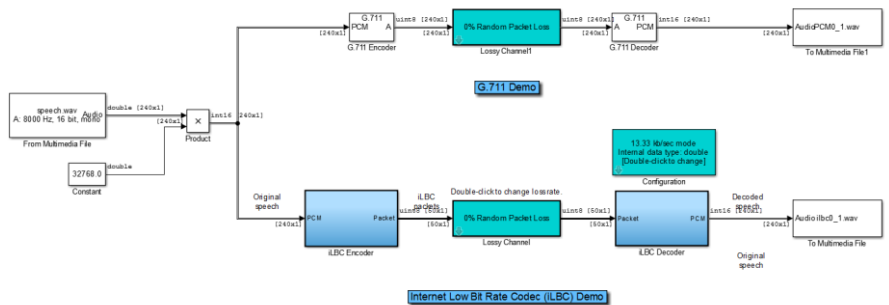 G.711
PCM A
[240x1]
G.711 Encoder
uint8 [240x1]
[240x1]
0% Random Packet Loss
Lossy Channel1
uint8 [240x1]
[240x1]
G.711
A PCM
G.711 Decoder
int16 [240x1]
[240x1]
AudioPCM0_1.wav
To Multimedia File1
G.711 Demo
speech.wav
A: 8000 Hz, 16 bit, mono
Audio
From Multimedia File
double [240x1]
[240x1]
×
Product
int16 [240x1]
32768.0
Constant
double
13.33 kb/sec mode
Internal data type: double
[Double-click to change]
Configuration
Original
speech
[240x1]
PCM Packet
iLBC Encoder
iLBC
packets
uint8 [50x1]
[50x1]
Double-click to change loss rate.
0% Random Packet Loss
Lossy Channel
uint8 [50x1]
[50x1]
Packet PCM
iLBC Decoder
Decoded
speech
int16 [240x1]
[240x1]
Audio ilbc0_1.wav
To Multimedia File
Original
speech
Internet Low Bit Rate Codec (iLBC) Demo